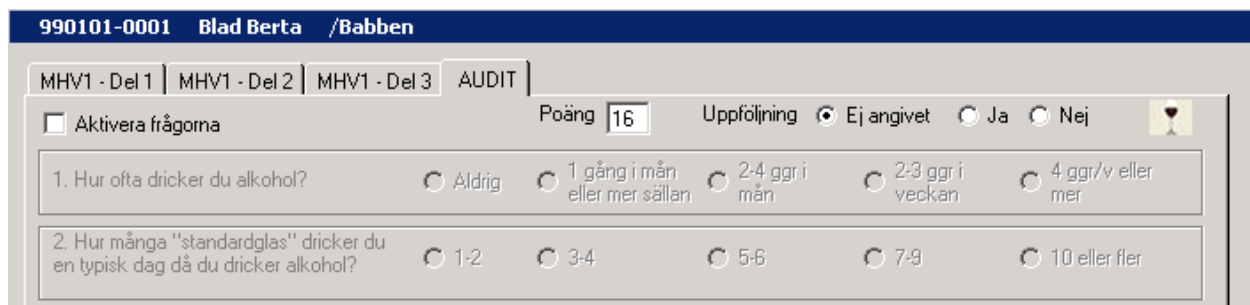 990101-0001 Blad Berta /Babben
MHV1 - Del 1 MHV1 - Del 2 MHV1 - Del 3 AUDIT
Aktivera frågorna Poäng 16 Uppföljning Ej angivet Ja Nej
1. Hur ofta dricker du alkohol? Aldrig 1 gång i mån 2-4 ggr i 2-3 ggr i 4 ggr/v eller
eller mer sällan mån veckan mer
2. Hur många "standardglas" dricker du
en typisk dag då du dricker alkohol? 1-2 3-4 5-6 7-9 10 eller fler